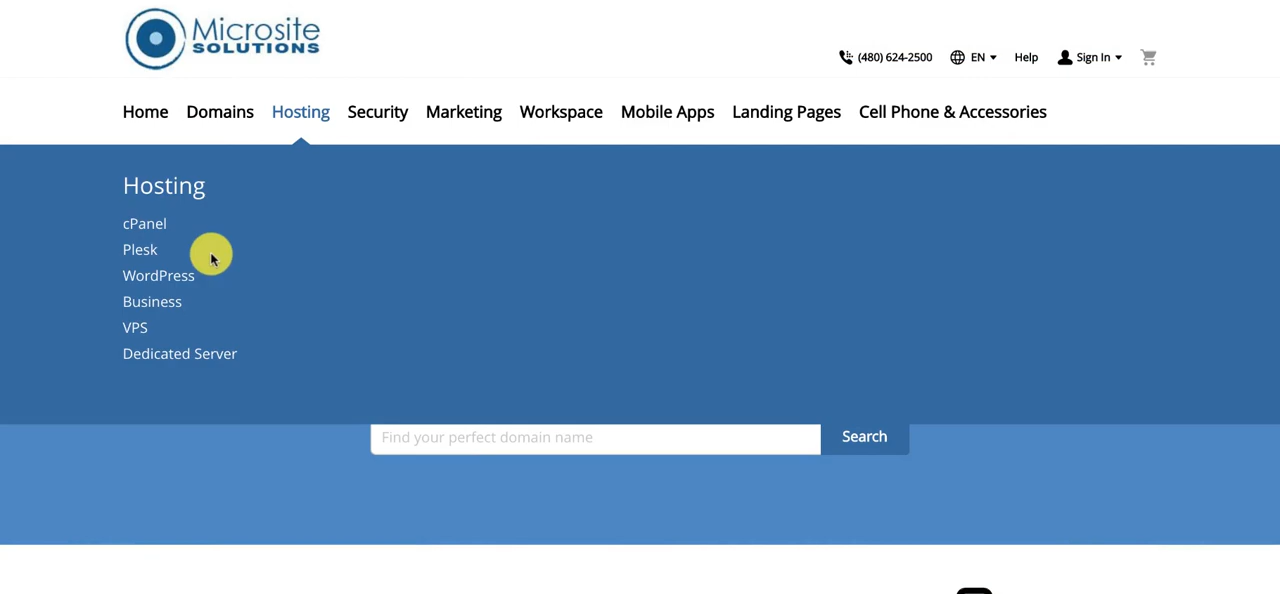 Microsite
SOLUTIONS
(480) 624-2500 EN Help Sign In
Home Domains Hosting Security Marketing Workspace Mobile Apps Landing Pages Cell Phone & Accessories
Hosting
cPanel
Plesk
WordPress
Business
VPS
Dedicated Server
Find your perfect domain name Search